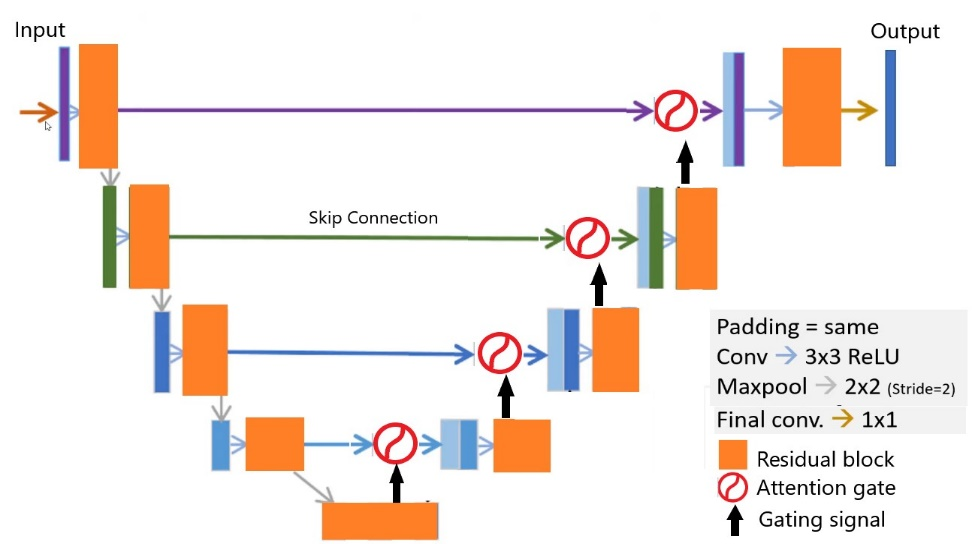 Input
Output
Skip Connection
Padding = same
Conv → 3x3 ReLU
Maxpool → 2x2 (Stride=2)
Final conv. → 1x1
Residual block
Attention gate
Gating signal